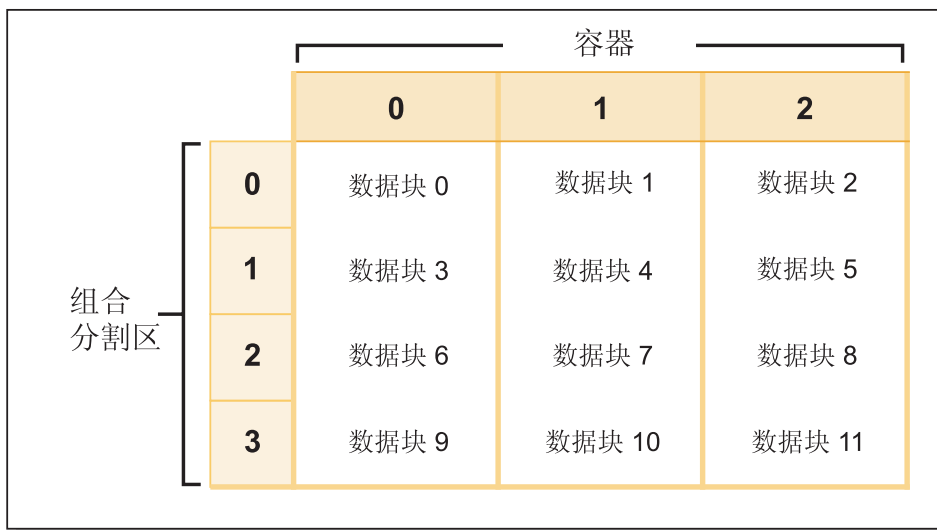 容器
0 1 2
0 数据块 0 数据块 1 数据块 2
1 数据块 3 数据块 4 数据块 5
组合
分割区
2 数据块 6 数据块 7 数据块 8
3 数据块 9 数据块 10 数据块 11